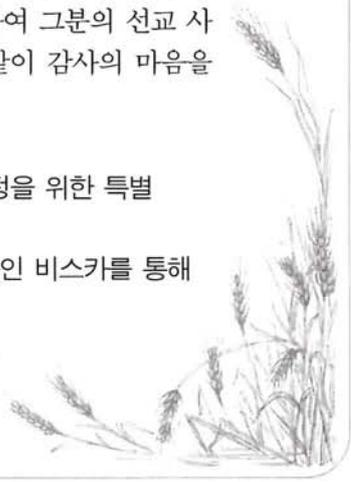 여 그분의 선교 사
같이 감사의 마음을
정을 위한 특별
인 비스카를 통해